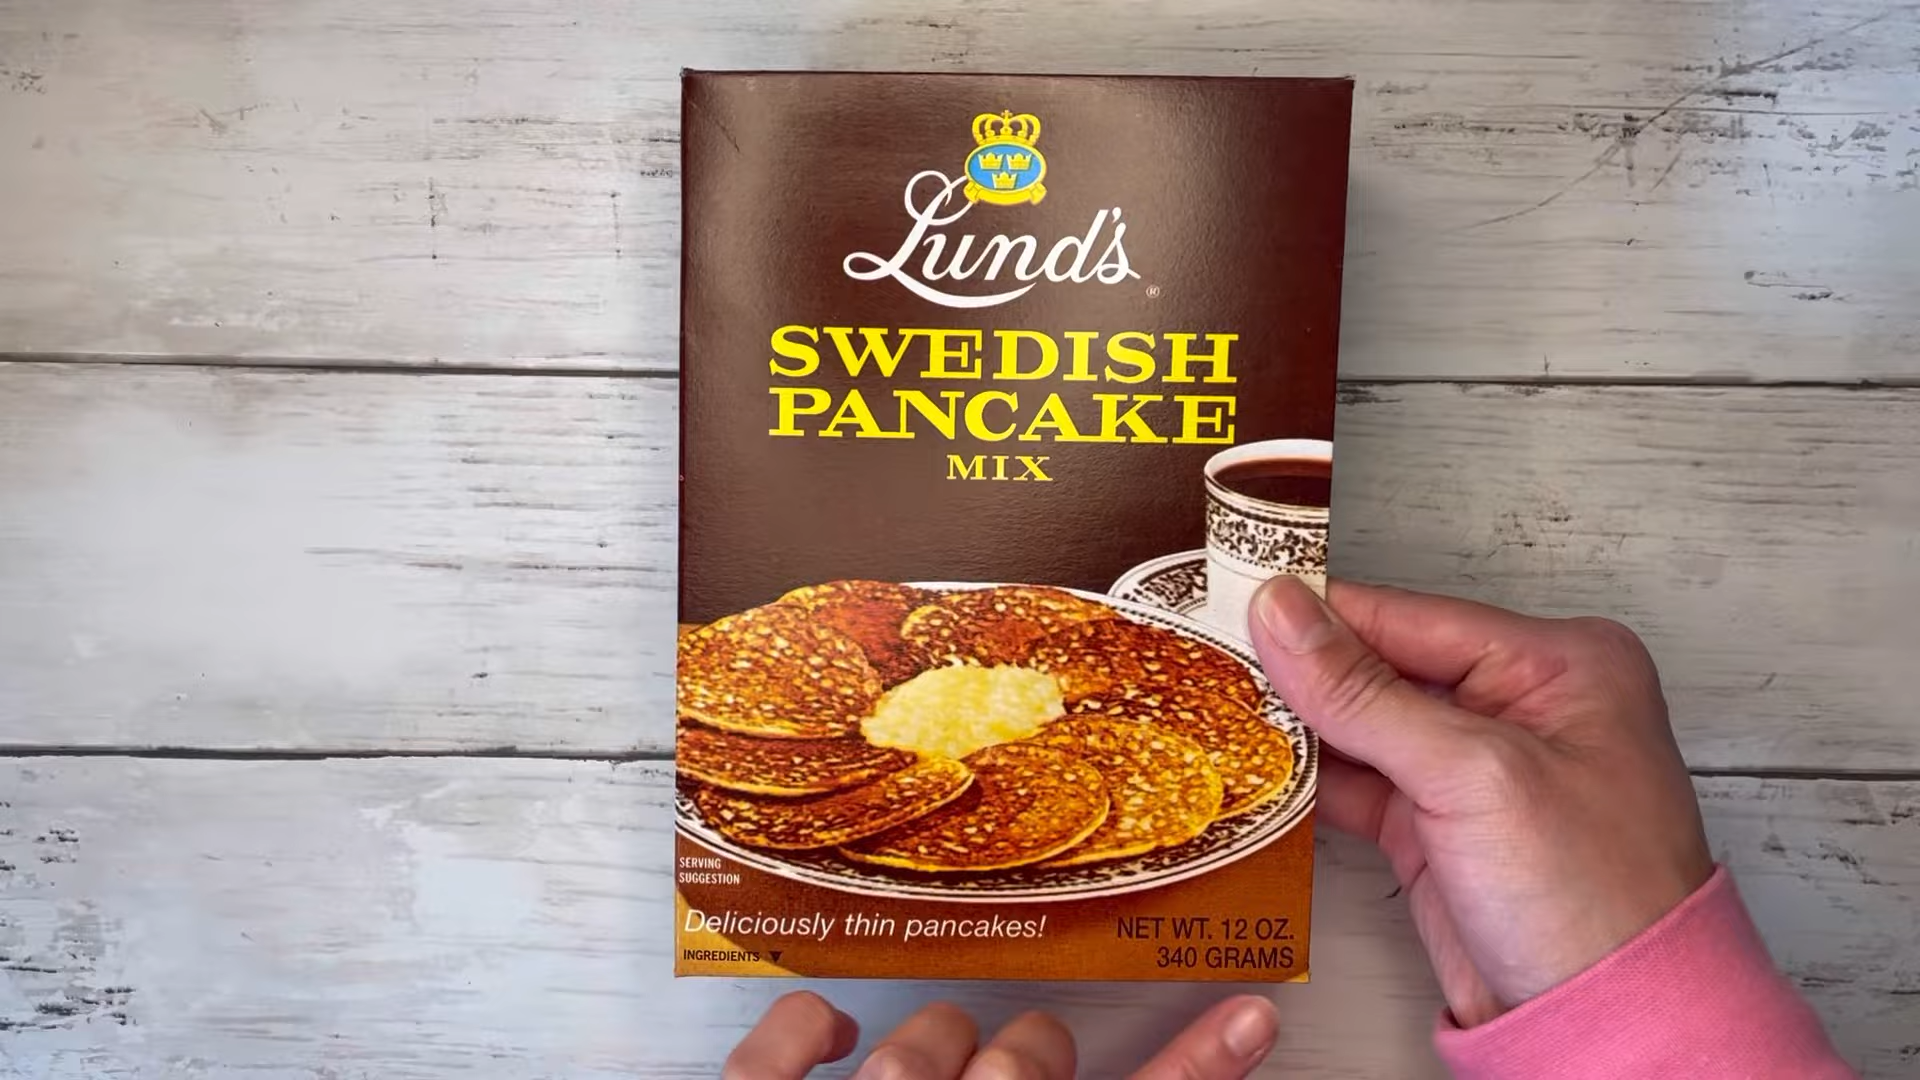 Lund's
®
SWEDISH
PANCAKE
MIX
SERVING
SUGGESTION
Deliciously thin pancakes!
INGREDIENTS ▼
NET WT. 12 OZ.
340 GRAMS